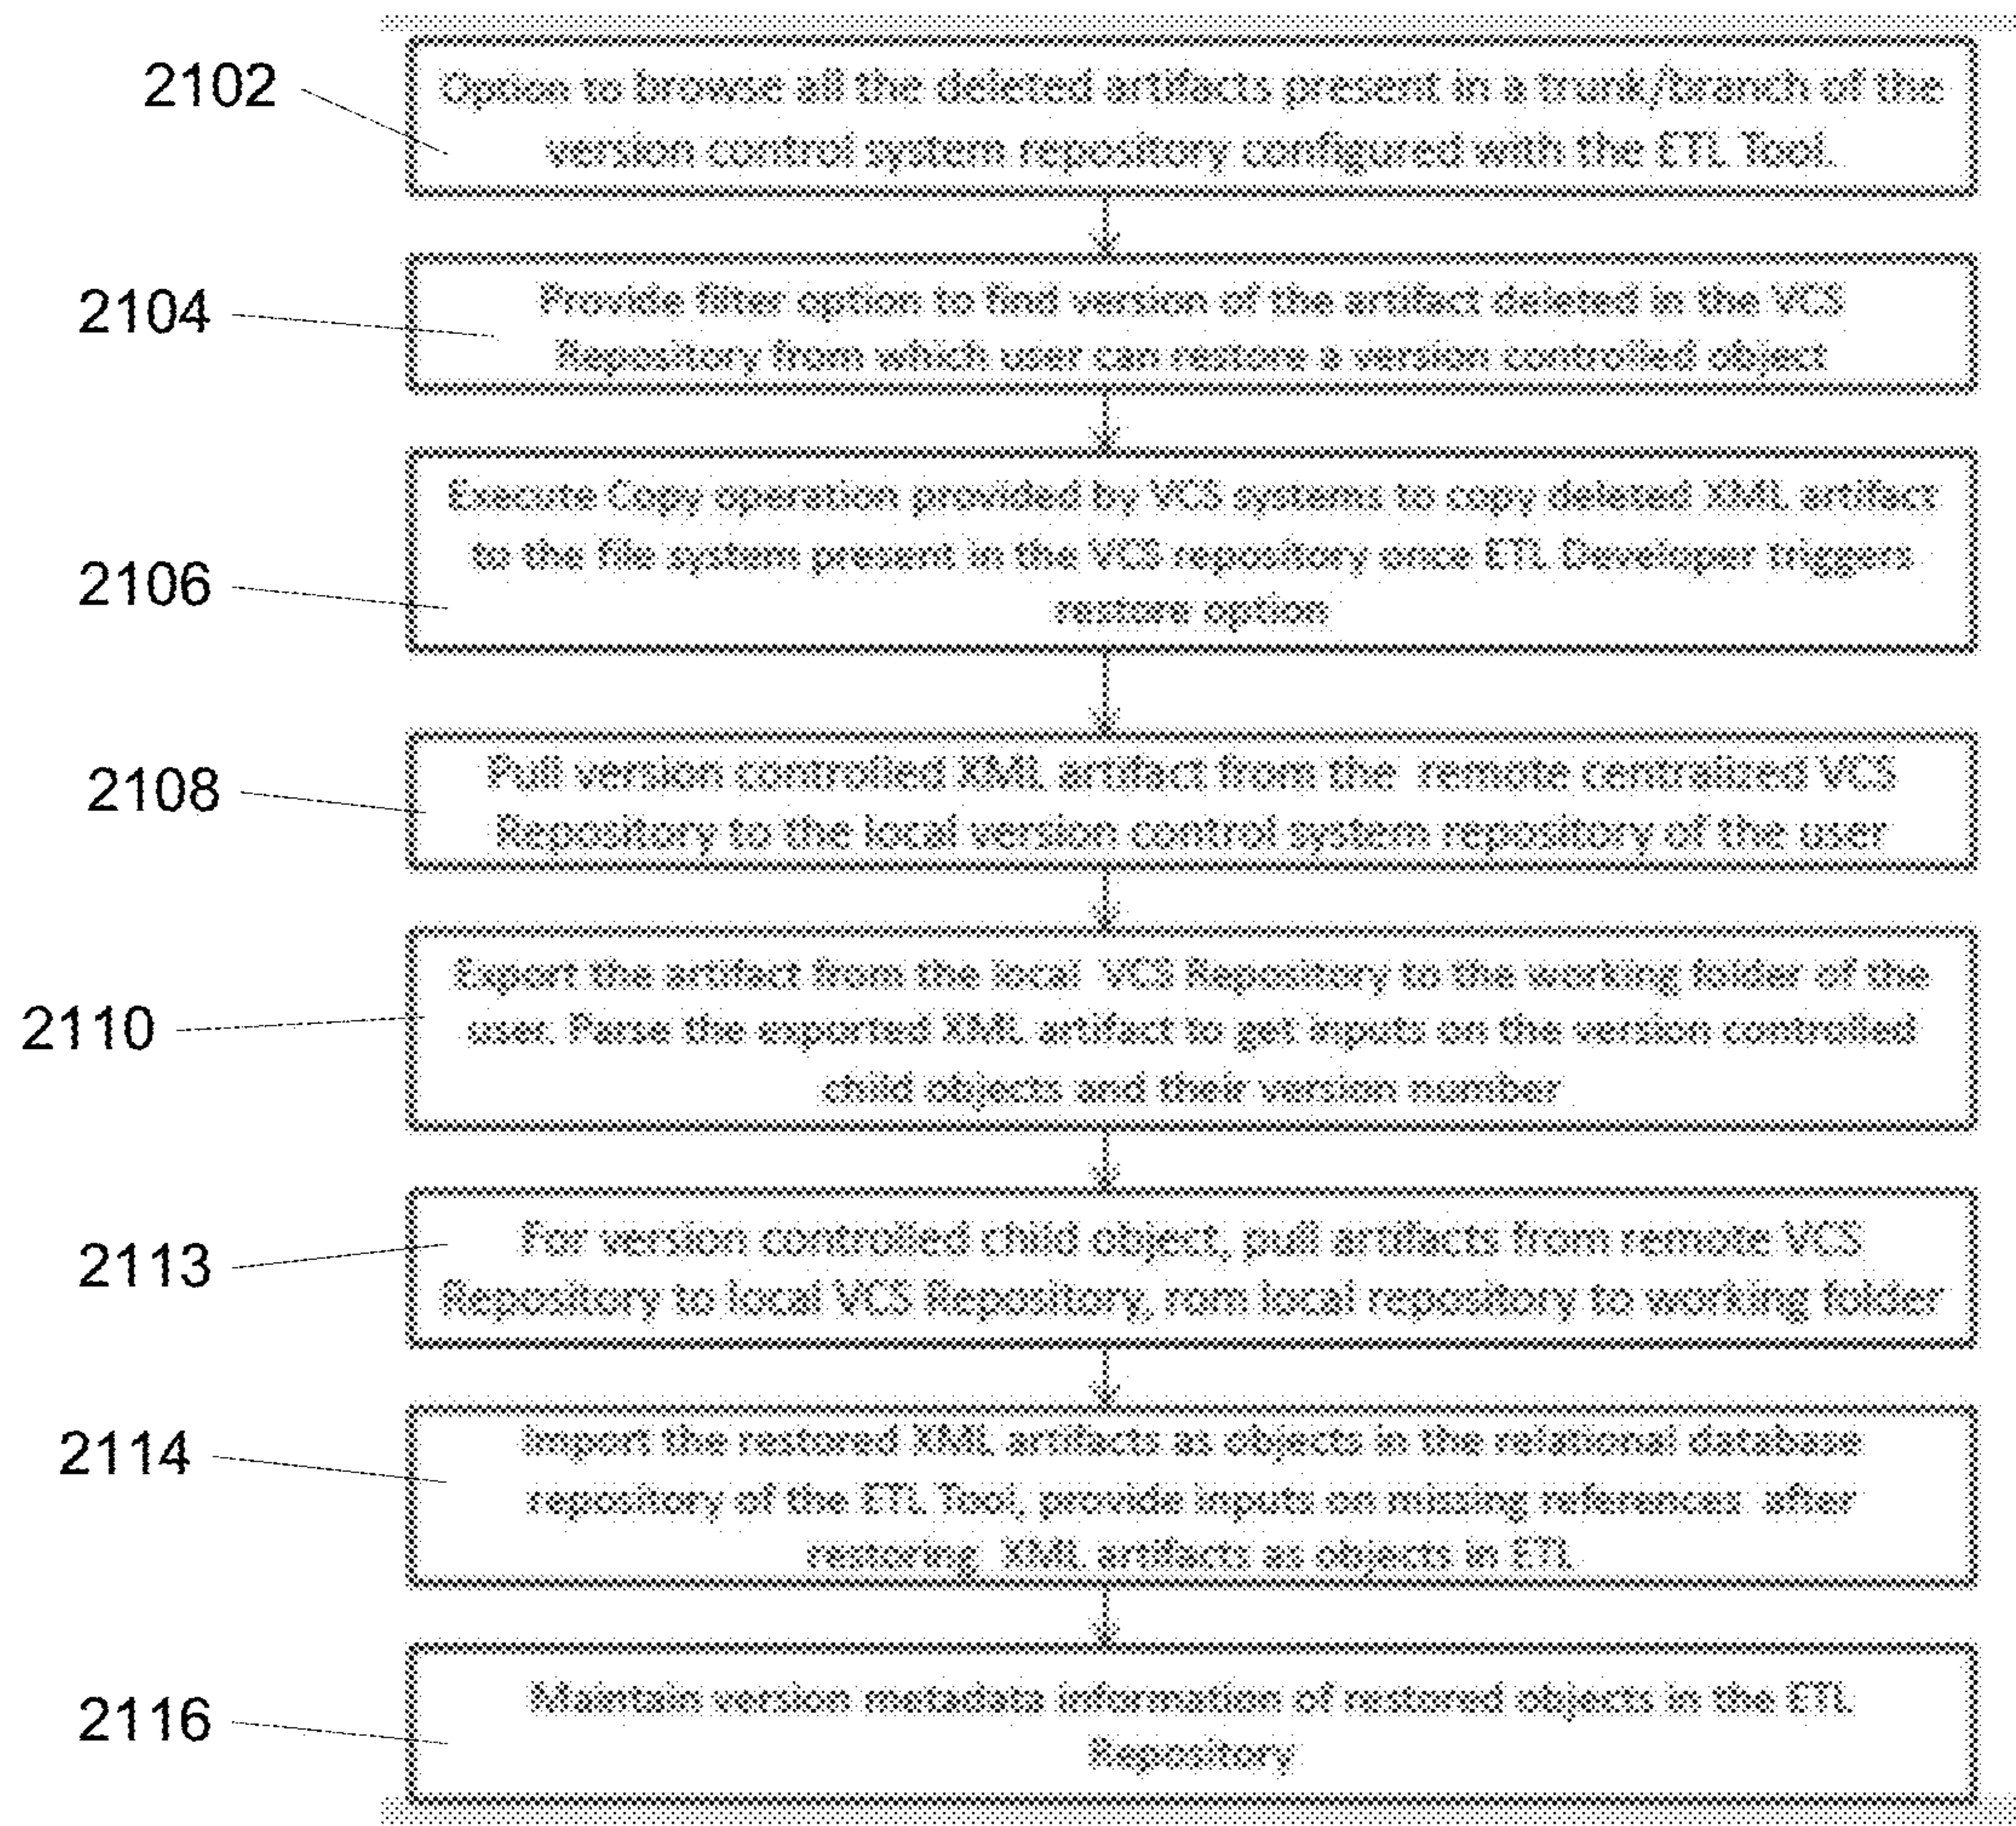 2102
Option to browse all the deleted artifacts present in a trunk/branch of the
version control system repository configured with the ETL Tool.
2104
Provide filter option to find version of the artifact deleted in the VCS
Repository from which user can restore a version controlled object
2106
Execute Copy operation provided by VCS systems to copy deleted XML artifact
to the file system present in the VCS repository once ETL Developer triggers
restore option
2108
Pull version controlled XML artifact from the remote centralized VCS
Repository to the local version control system repository of the user
2110
Export the artifact from the local VCS Repository to the working folder of the
user. Parse the exported XML artifact to get inputs on the version controlled
child objects and their version number
2113
For version controlled child object, pull artifacts from remote VCS
Repository to local VCS Repository, rom local repository to working folder
2114
Import the restored XML artifacts as objects in the relational database
repository of the ETL Tool, provide inputs on missing references after
restoring XML artifacts as objects in ETL
2116
Maintain version metadata information of restored objects in the ETL
Repository